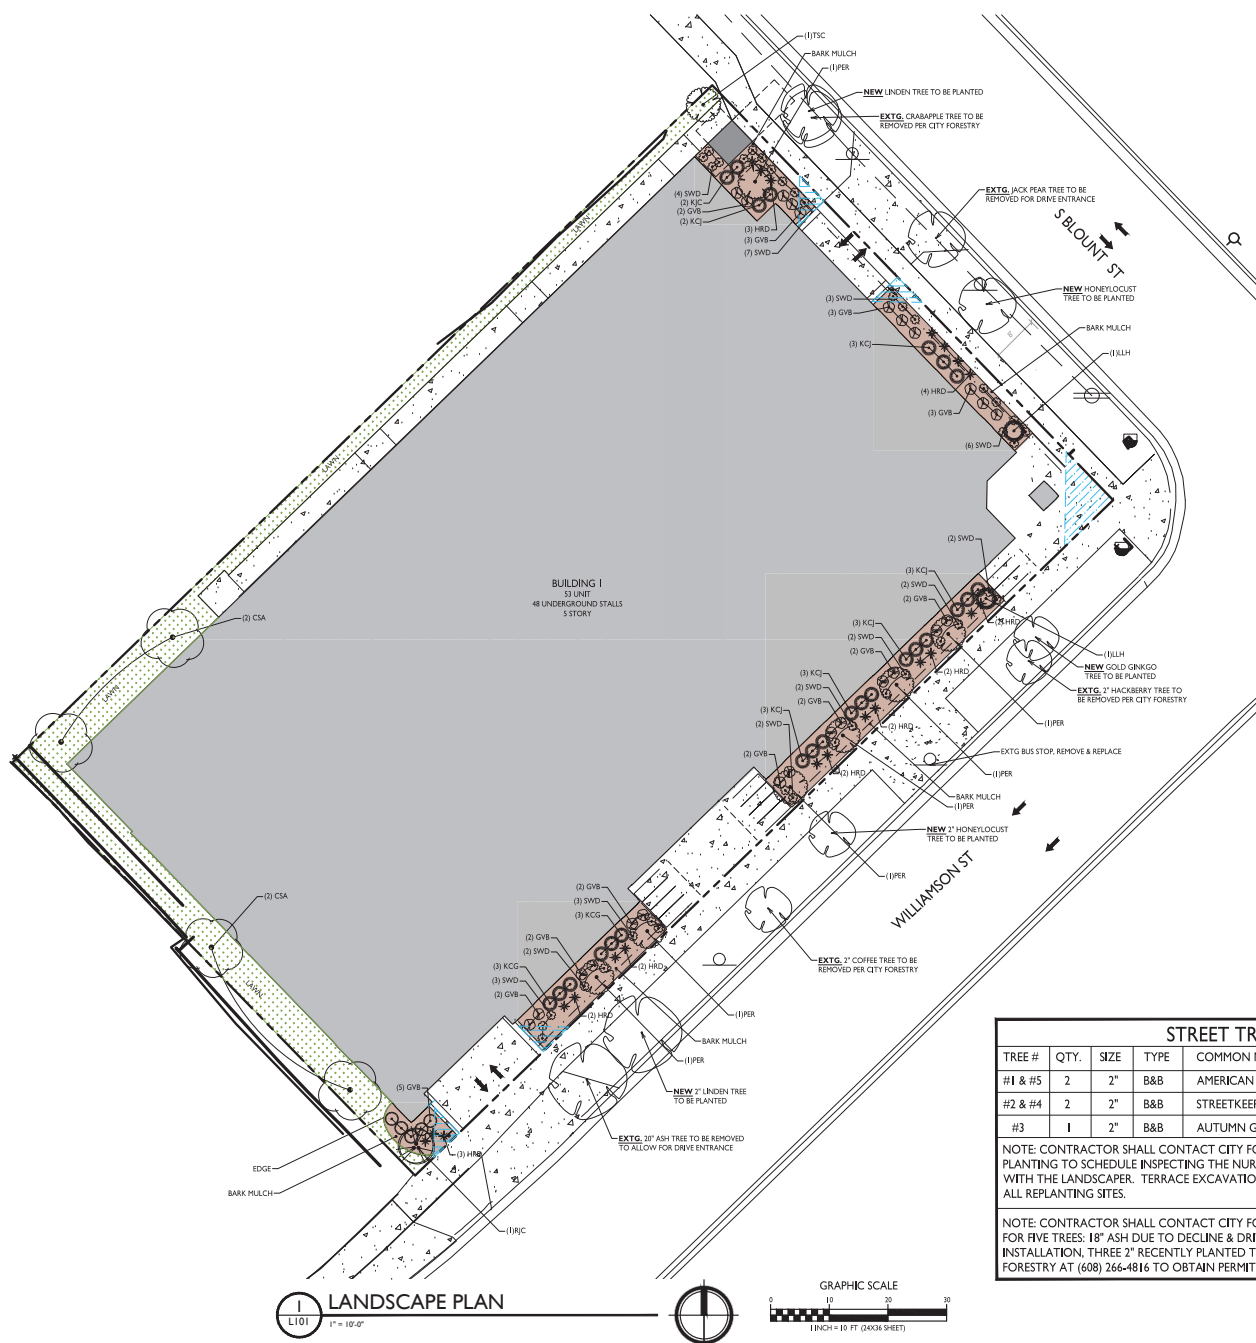 (1)TSC
BARK MULCH
(1)PER
NEW LINDEN TREE TO BE PLANTED
EXTG. CRABAPPLE TREE TO BE
REMOVED PER CITY FORESTRY
EXTG. JACK PEAR TREE TO BE
REMOVED FOR DRIVE ENTRANCE
S BLOUNT ST
NEW HONEYLOCUST
TREE TO BE PLANTED
BARK MULCH
(1)LLH
(4) SWD
(2) KJC
(2) GVB
(2) KCJ
(3) HRD
(3) GVB
(7) SWD
(3) SWD
(3) GVB
(3) KCJ
(4) HRD
(3) GVB
(6) SWD
8'
LAWN
LAWN
LAWN
LAWN
BUILDING 1
53 UNIT
48 UNDERGROUND STALLS
5 STORY
(2) CSA
(2) CSA
(2) SWD
(3) KCJ
(2) SWD
(2) GVB
(3) KCJ
(2) SWD
(2) GVB
(3) KCJ
(2) SWD
(2) GVB
(3) KCJ
(2) SWD
(2) GVB
(2) HRD
(2) HRD
(2) HRD
(2) HRD
(1)LLH
NEW GOLD GINKGO
TREE TO BE PLANTED
EXTG. 2" HACKBERRY TREE TO
BE REMOVED PER CITY FORESTRY
(1)PER
EXTG BUS STOP, REMOVE & REPLACE
(1)PER
BARK MULCH
(1)PER
NEW 2" HONEYLOCUST
TREE TO BE PLANTED
(1)PER
WILLIAMSON ST
EXTG. 2" COFFEE TREE TO BE
REMOVED PER CITY FORESTRY
(2) GVB
(3) SWD
(3) KCG
(2) GVB
(2) SWD
(3) KCG
(3) SWD
(2) GVB
(2) HRD
(2) HRD
(1)PER
BARK MULCH
(1)PER
NEW 2" LINDEN TREE
TO BE PLANTED
EXTG. 20" ASH TREE TO BE REMOVED
TO ALLOW FOR DRIVE ENTRANCE
(5) GVB
(3) HRD
EDGE
BARK MULCH
(1)RJC
STREET TR
TREE # QTY. SIZE TYPE COMMON
#1 & #5 2 2" B&B AMERICAN
#2 & #4 2 2" B&B STREETKEE
#3 1 2" B&B AUTUMN G
NOTE: CONTRACTOR SHALL CONTACT CITY FO
PLANTING TO SCHEDULE INSPECTING THE NUR
WITH THE LANDSCAPER. TERRACE EXCAVATIO
ALL REPLANTING SITES.
NOTE: CONTRACTOR SHALL CONTACT CITY FO
FOR FIVE TREES: 18" ASH DUE TO DECLINE & DRI
INSTALLATION, THREE 2" RECENTLY PLANTED T
FORESTRY AT (608) 266-4816 TO OBTAIN PERMIT
1
L101
LANDSCAPE PLAN
1" = 10'-0"
GRAPHIC SCALE
0 10 20 30
1 INCH = 10 FT (24X36 SHEET)